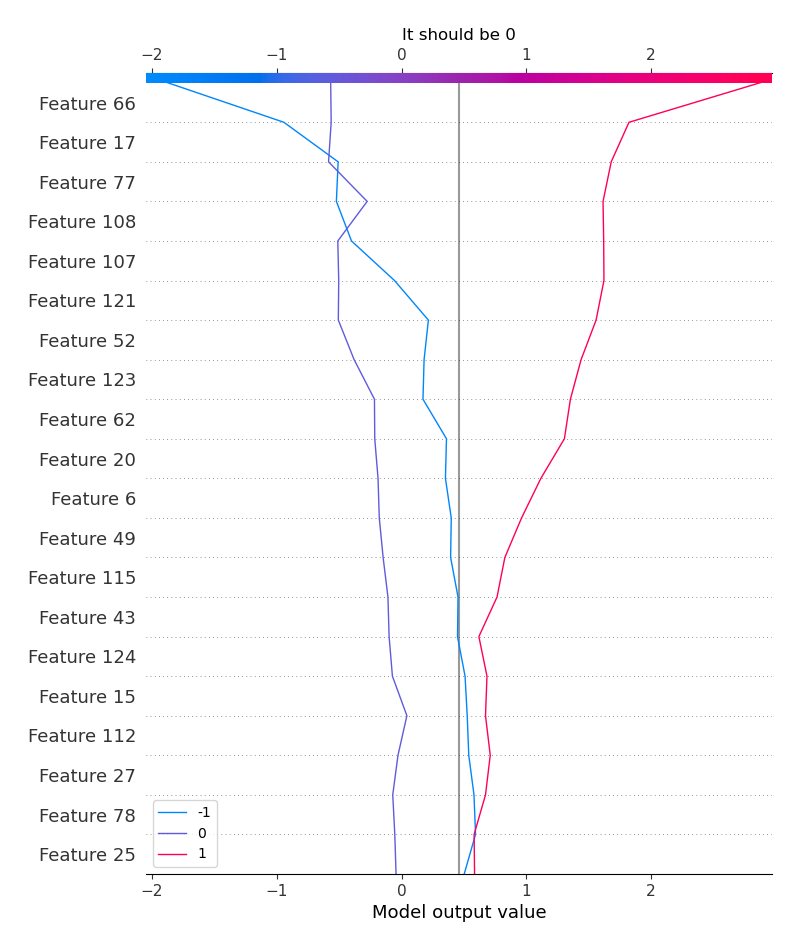 It should be 0
−2 −1 0 1 2
Feature 66
Feature 17
Feature 77
Feature 108
Feature 107
Feature 121
Feature 52
Feature 123
Feature 62
Feature 20
Feature 6
Feature 49
Feature 115
Feature 43
Feature 124
Feature 15
Feature 112
Feature 27
Feature 78
Feature 25
-1
0
1
−2 −1 0 1 2
Model output value